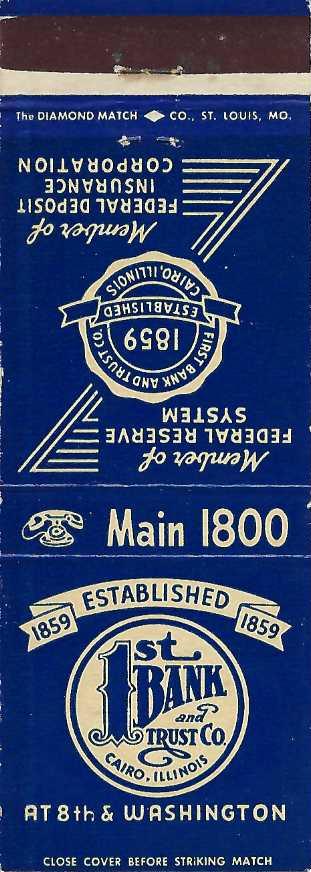 The DIAMOND MATCH CO., ST. LOUIS, MO.
Member of
FEDERAL RESERVE
SYSTEM
FIRST BANK AND TRUST CO.
1859
ESTABLISHED
CAIRO, ILLINOIS
Member of
FEDERAL DEPOSIT
INSURANCE
CORPORATION
Main 1800
ESTABLISHED
1859 1859
1st
BANK
and
TRUST CO.
CAIRO, ILLINOIS
AT 8th & WASHINGTON
CLOSE COVER BEFORE STRIKING MATCH